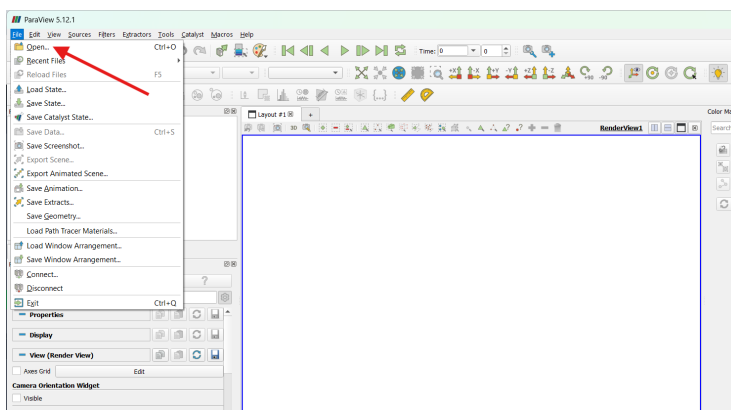 ParaView 5.12.1
File Edit View Sources Filters Extractors Tools Catalyst Macros Help
Open... Ctrl+O
Recent Files
Reload Files F5
Load State...
Save State...
Save Catalyst State...
Save Data... Ctrl+S
Save Screenshot...
Export Scene...
Export Animated Scene...
Save Animation...
Save Extracts...
Save Geometry...
Load Path Tracer Materials...
Load Window Arrangement...
Save Window Arrangement...
Connect...
Disconnect
Exit Ctrl+Q
Time: 0 0
Layout #1
3D
RenderView1
Color Ma
Search
Properties
Display
View (Render View)
Axes Grid Edit
Camera Orientation Widget
Visible